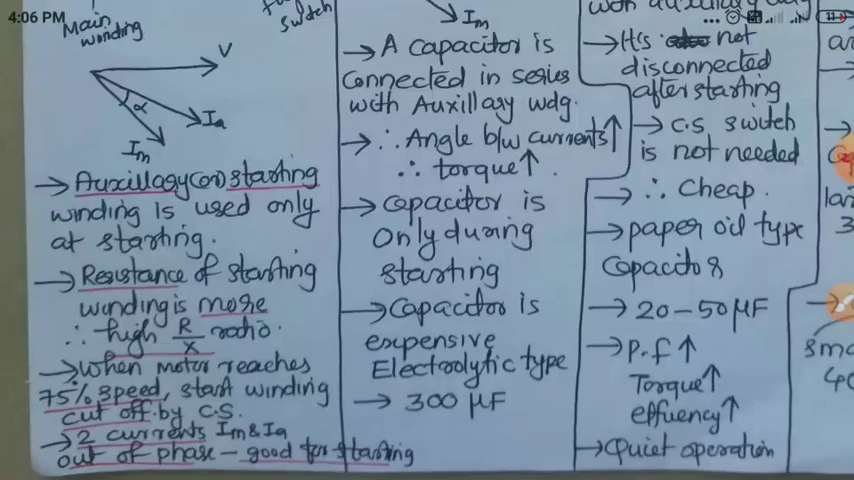 4:06 PM
Main
winding
switch
V
α
Ia
Im
→ Auxillagy(or) starting
winding is used only
at starting.
→ Resistance of starting
winding is more
∴ high R/X ratio.
→ When motor reaches
75% speed, start winding
cut off by C.S.
→ 2 currents Im & Ia
out of phase - good for starting
Im
→ A capacitor is
connected in series
with Auxillary wdg.
→ ∴ Angle b/w currents ↑
∴ torque ↑ .
→ capacitor is
only during
starting
→ Capacitor is
expensive
Electrolytic type
→ 300 μF
→ It's not
disconnected
after starting
→ C.S switch
is not needed
→ ∴ Cheap.
→ paper oil type
Capacitor
→ 20-50 μF
→ P.f ↑
Torque ↑
effuency ↑
→ Quiet operation